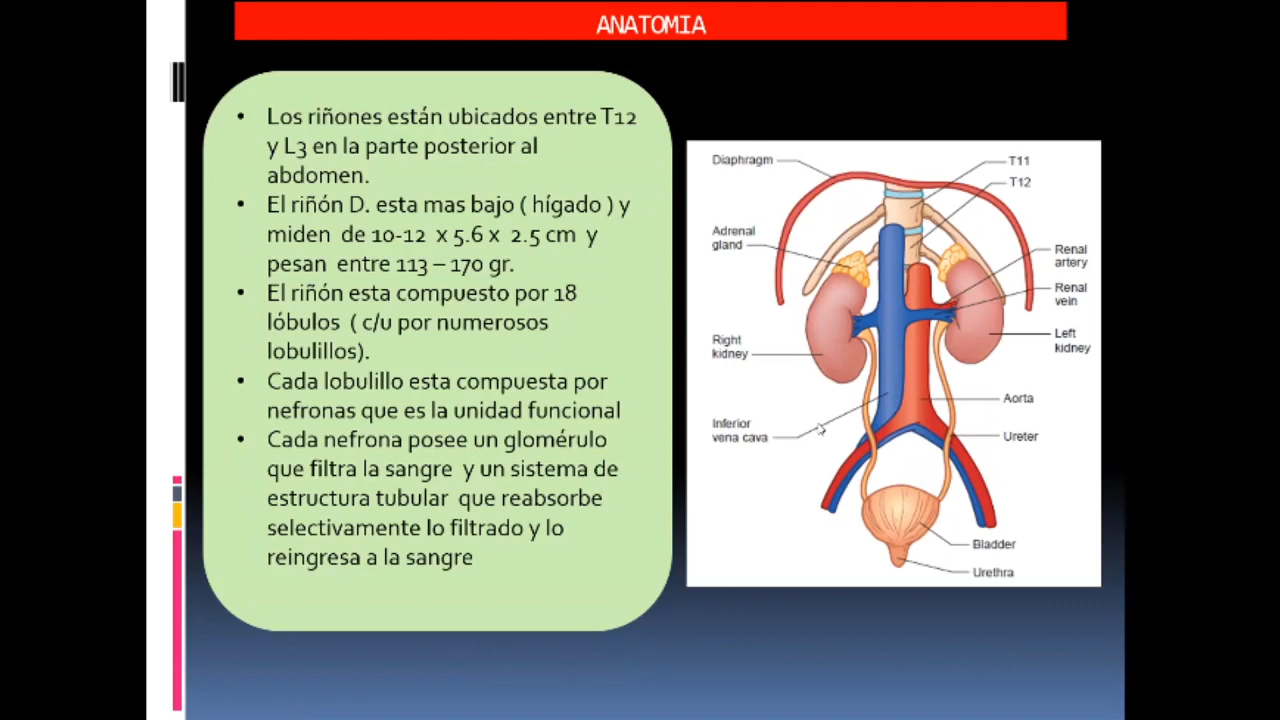 ANATOMIA
• Los riñones están ubicados entre T12
y L3 en la parte posterior al
abdomen.
• El riñón D. esta mas bajo ( hígado ) y
miden de 10-12 x 5.6 x 2.5 cm y
pesan entre 113 – 170 gr.
• El riñón esta compuesto por 18
lóbulos ( c/u por numerosos
lobulillos).
• Cada lobulillo esta compuesta por
nefronas que es la unidad funcional
• Cada nefrona posee un glomérulo
que filtra la sangre y un sistema de
estructura tubular que reabsorbe
selectivamente lo filtrado y lo
reingresa a la sangre
Diaphragm
T11
T12
Adrenal
gland
Renal
artery
Renal
vein
Right
kidney
Left
kidney
Aorta
Inferior
vena cava
Ureter
Bladder
Urethra